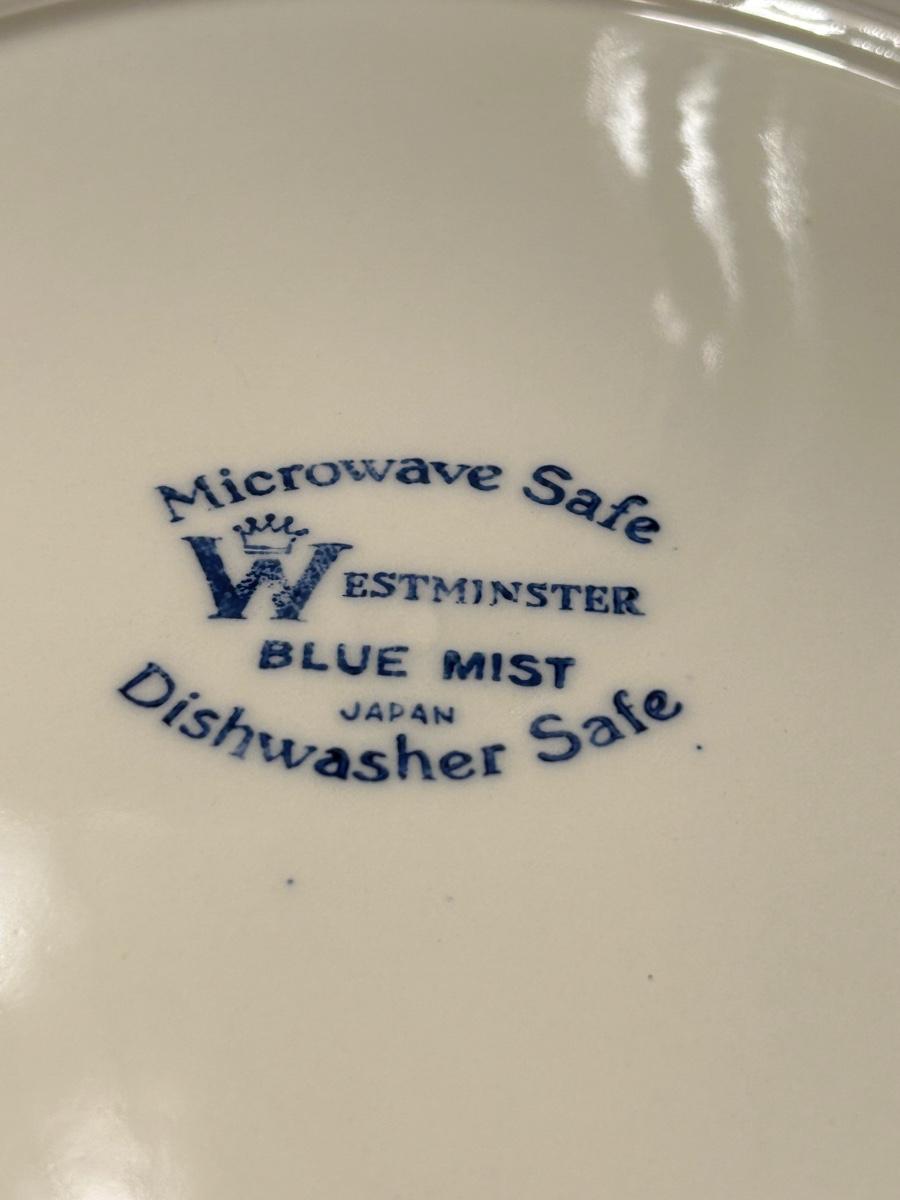 Microwave Safe
WESTMINSTER
BLUE MIST
JAPAN
Dishwasher Safe